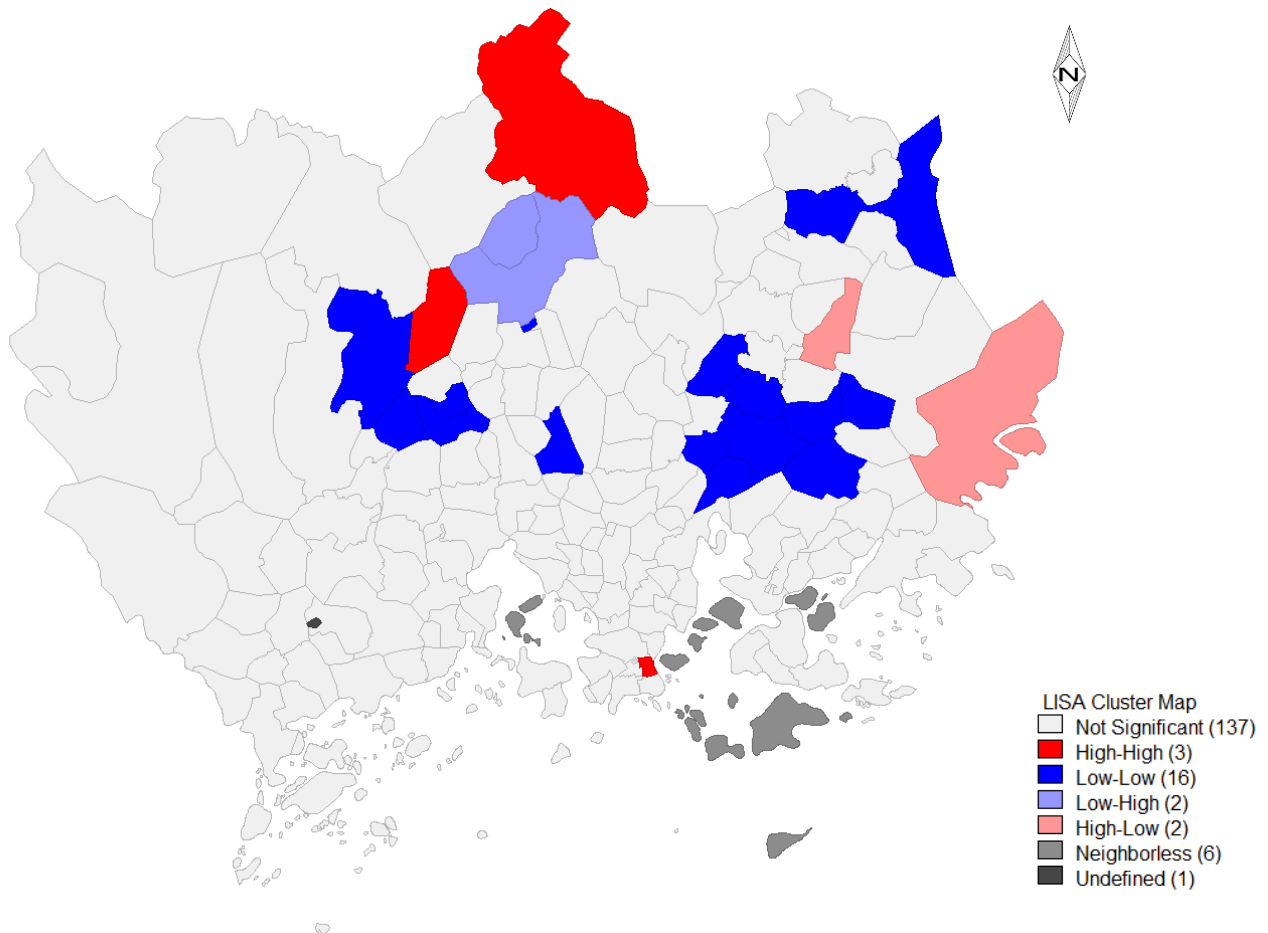 N
LISA Cluster Map
Not Significant (137)
High-High (3)
Low-Low (16)
Low-High (2)
High-Low (2)
Neighborless (6)
Undefined (1)